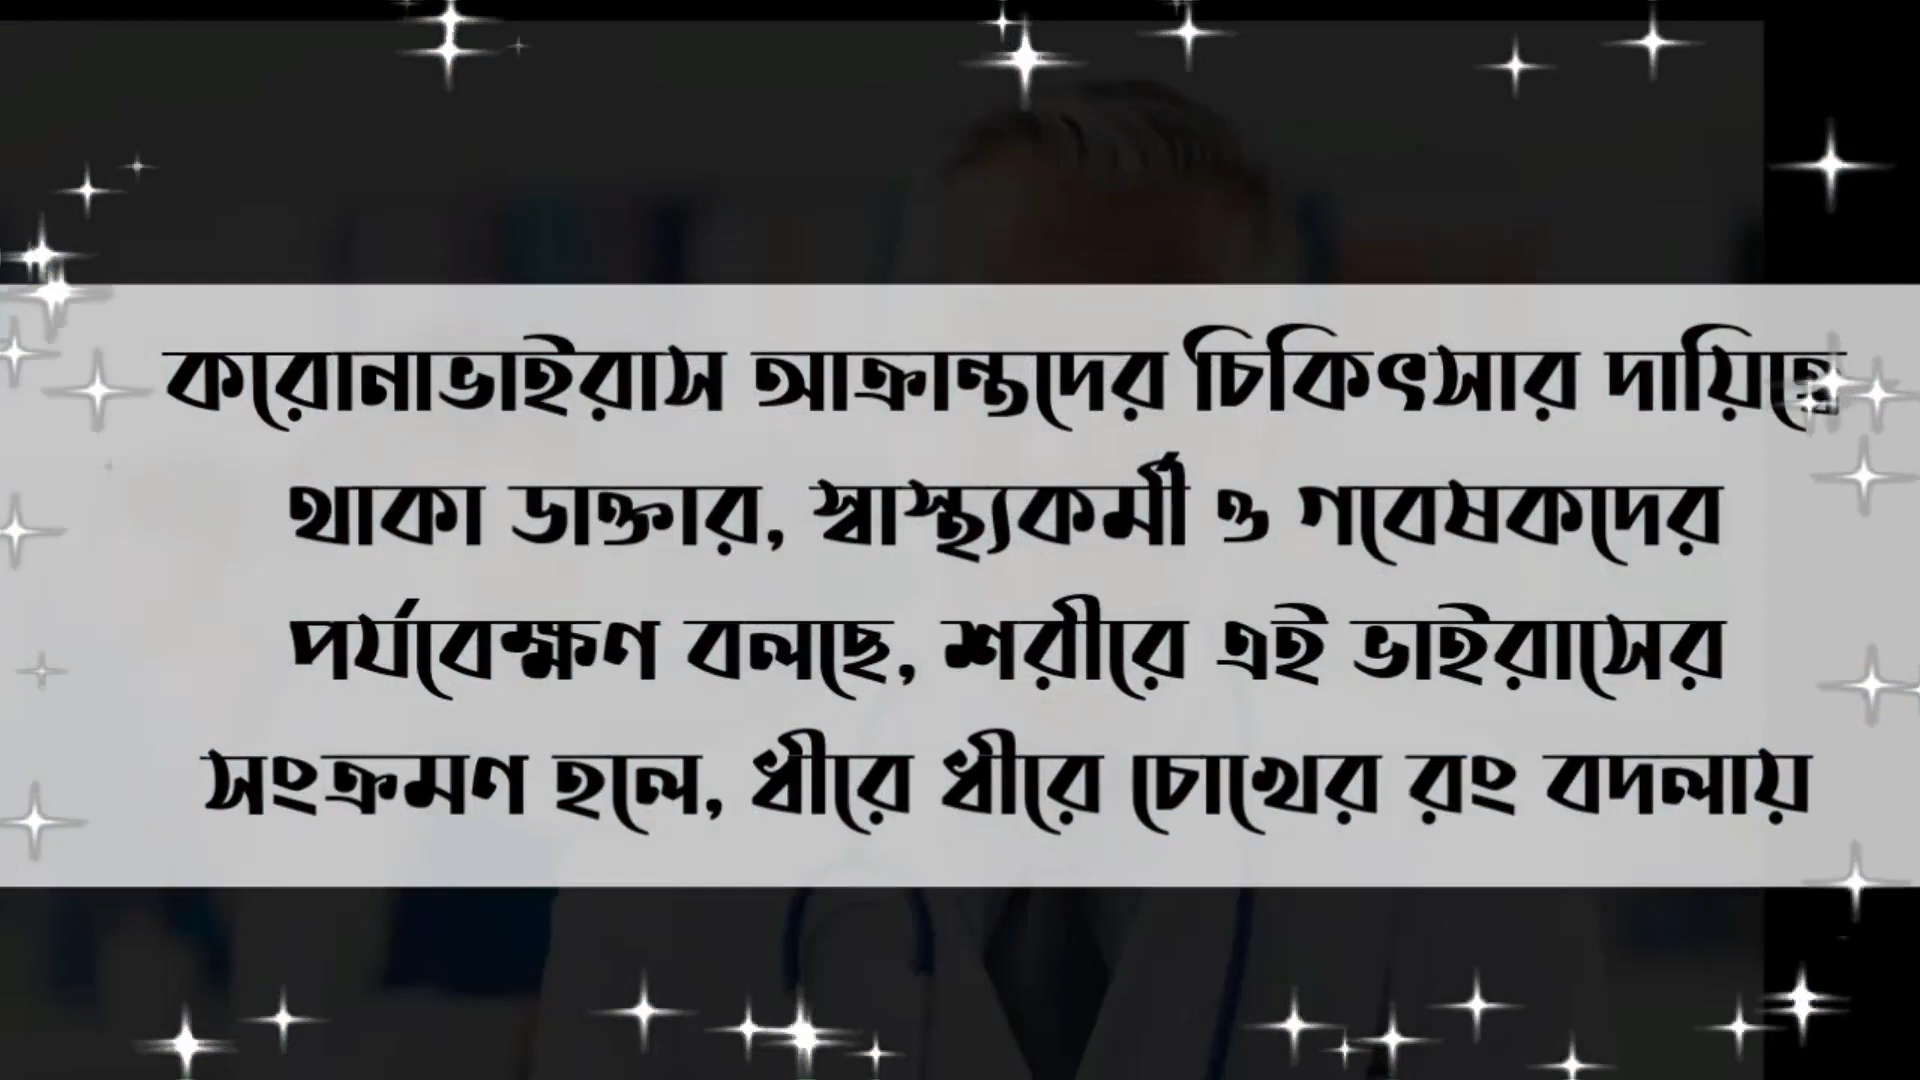 করোনাভাইরাস আক্রান্তদের চিকিৎসার দায়িত্বে
থাকা ডাক্তার, স্বাস্থ্যকর্মী ও গবেষকদের
পর্যবেক্ষণ বলছে, শরীরে এই ভাইরাসের
সংক্রমণ হলে, ধীরে ধীরে চোখের রং বদলায়